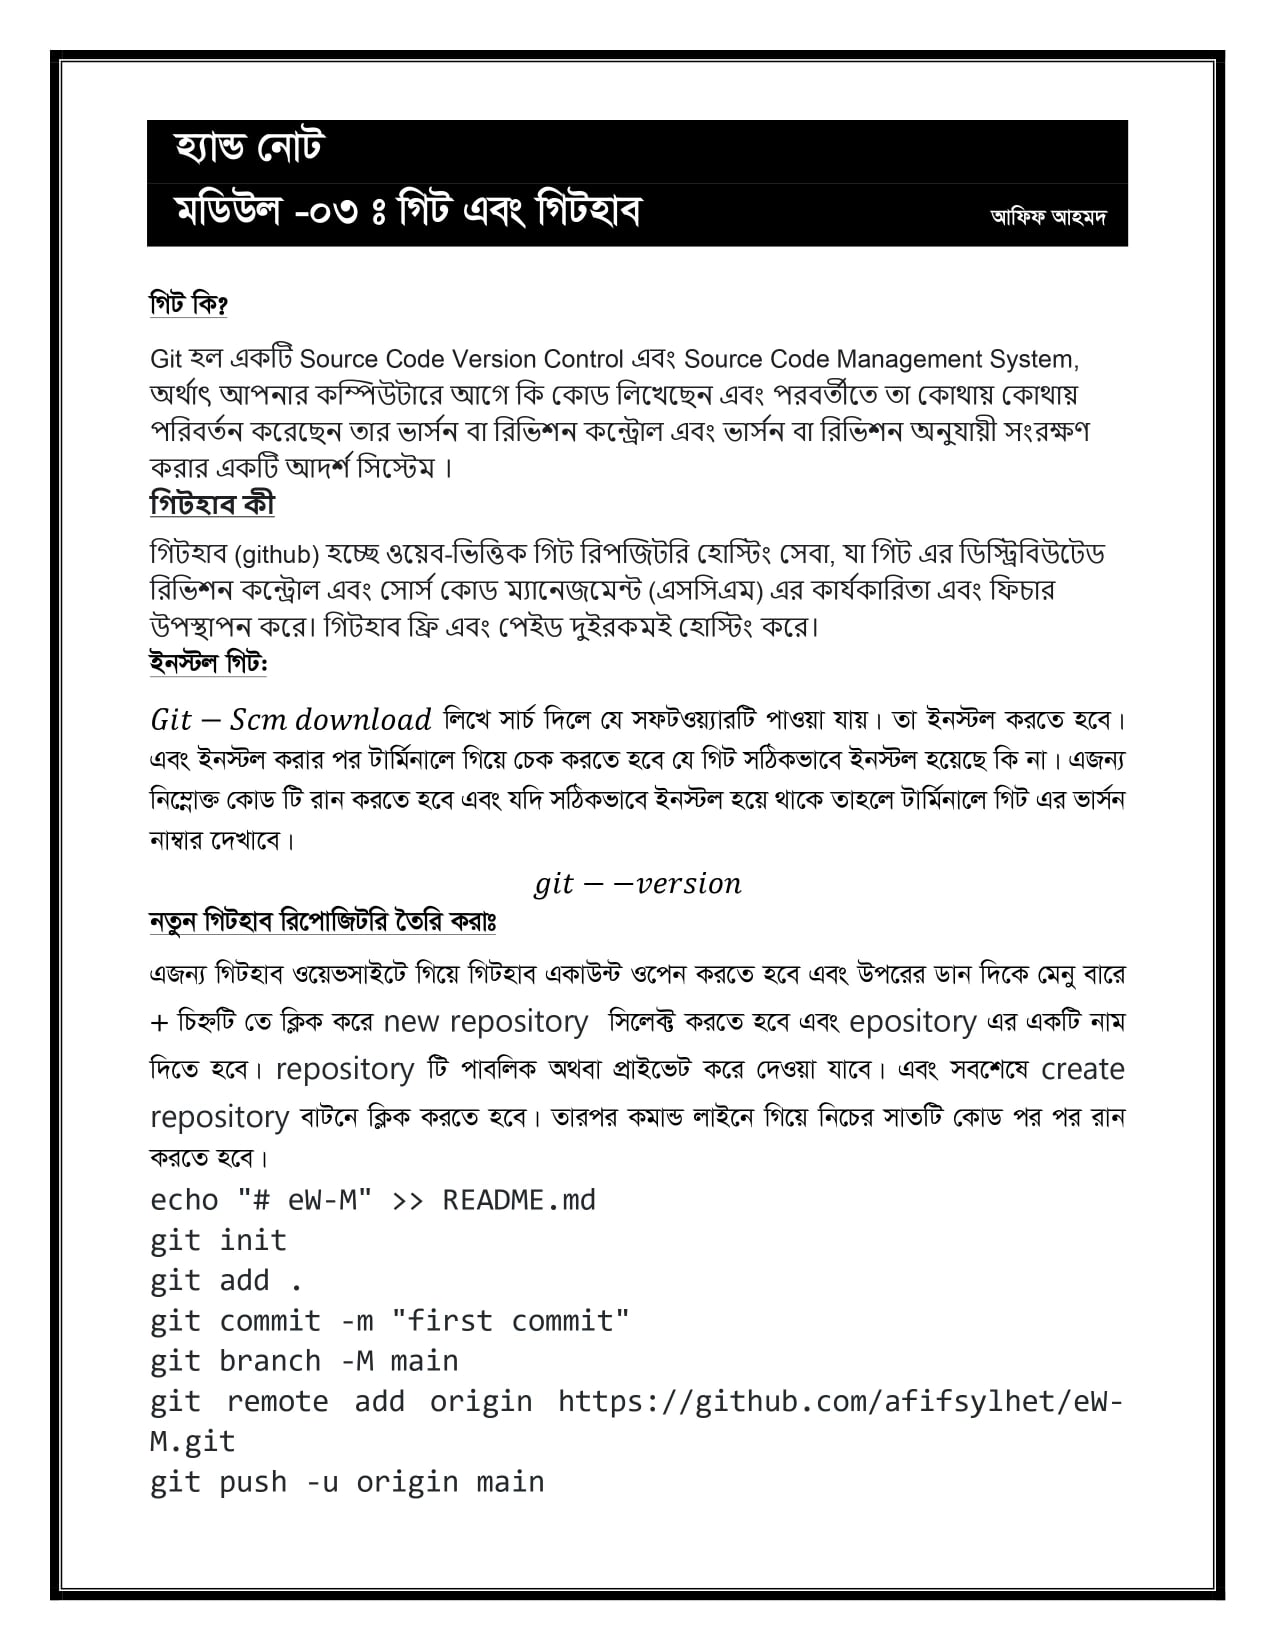 হ্যান্ড নোট
মডিউল -০৩ ঃ গিট এবং গিটহাব আফিফ আহমদ
গিট কি?
Git হল একটি Source Code Version Control এবং Source Code Management System,
অর্থাৎ আপনার কম্পিউটারে আগে কি কোড লিখেছেন এবং পরবর্তীতে তা কোথায় কোথায়
পরিবর্তন করেছেন তার ভার্সন বা রিভিশন কন্ট্রোল এবং ভার্সন বা রিভিশন অনুযায়ী সংরক্ষণ
করার একটি আদর্শ সিস্টেম ।
গিটহাব কী
গিটহাব (github) হচ্ছে ওয়েব-ভিত্তিক গিট রিপজিটরি হোস্টিং সেবা, যা গিট এর ডিস্ট্রিবিউটেড
রিভিশন কন্ট্রোল এবং সোর্স কোড ম্যানেজমেন্ট (এসসিএম) এর কার্যকারিতা এবং ফিচার
উপস্থাপন করে। গিটহাব ফ্রি এবং পেইড দুইরকমই হোস্টিং করে।
ইনস্টল গিট:
Git − Scm download লিখে সার্চ দিলে যে সফটওয়্যারটি পাওয়া যায়। তা ইনস্টল করতে হবে।
এবং ইনস্টল করার পর টার্মিনালে গিয়ে চেক করতে হবে যে গিট সঠিকভাবে ইনস্টল হয়েছে কি না। এজন্য
নিম্নোক্ত কোড টি রান করতে হবে এবং যদি সঠিকভাবে ইনস্টল হয়ে থাকে তাহলে টার্মিনালে গিট এর ভার্সন
নাম্বার দেখাবে।
git − −version
নতুন গিটহাব রিপোজিটরি তৈরি করাঃ
এজন্য গিটহাব ওয়েভসাইটে গিয়ে গিটহাব একাউন্ট ওপেন করতে হবে এবং উপরের ডান দিকে মেনু বারে
+ চিহ্নটি তে ক্লিক করে new repository সিলেক্ট করতে হবে এবং epository এর একটি নাম
দিতে হবে। repository টি পাবলিক অথবা প্রাইভেট করে দেওয়া যাবে। এবং সবশেষে create
repository বাটনে ক্লিক করতে হবে। তারপর কমান্ড লাইনে গিয়ে নিচের সাতটি কোড পর পর রান
করতে হবে।
echo "# eW-M" >> README.md
git init
git add .
git commit -m "first commit"
git branch -M main
git remote add origin https://github.com/afifsylhet/eW-
M.git
git push -u origin main